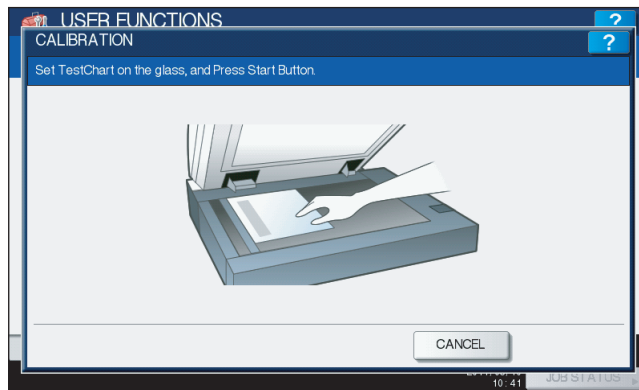 USER FUNCTIONS
?
CALIBRATION
?
Set TestChart on the glass, and Press Start Button.
CANCEL
10:41
JOB STATUS